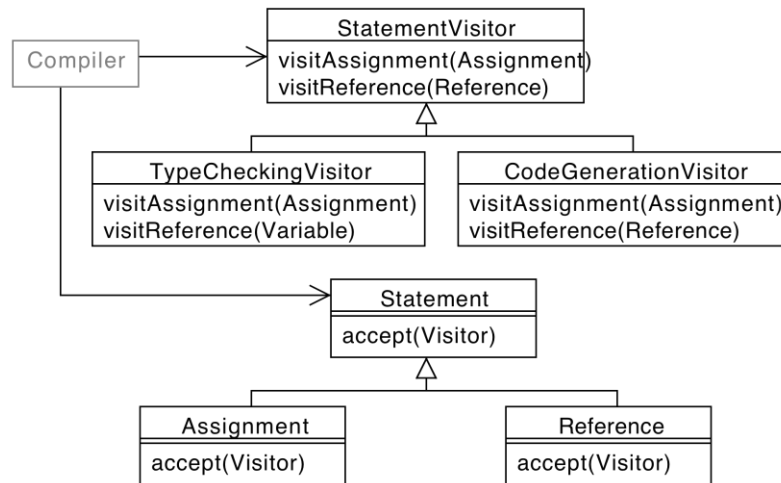 StatementVisitor
Compiler
visitAssignment(Assignment)
visitReference(Reference)
TypeCheckingVisitor
visitAssignment(Assignment)
visitReference(Variable)
CodeGenerationVisitor
visitAssignment(Assignment)
visitReference(Reference)
Statement
accept(Visitor)
Assignment
accept(Visitor)
Reference
accept(Visitor)